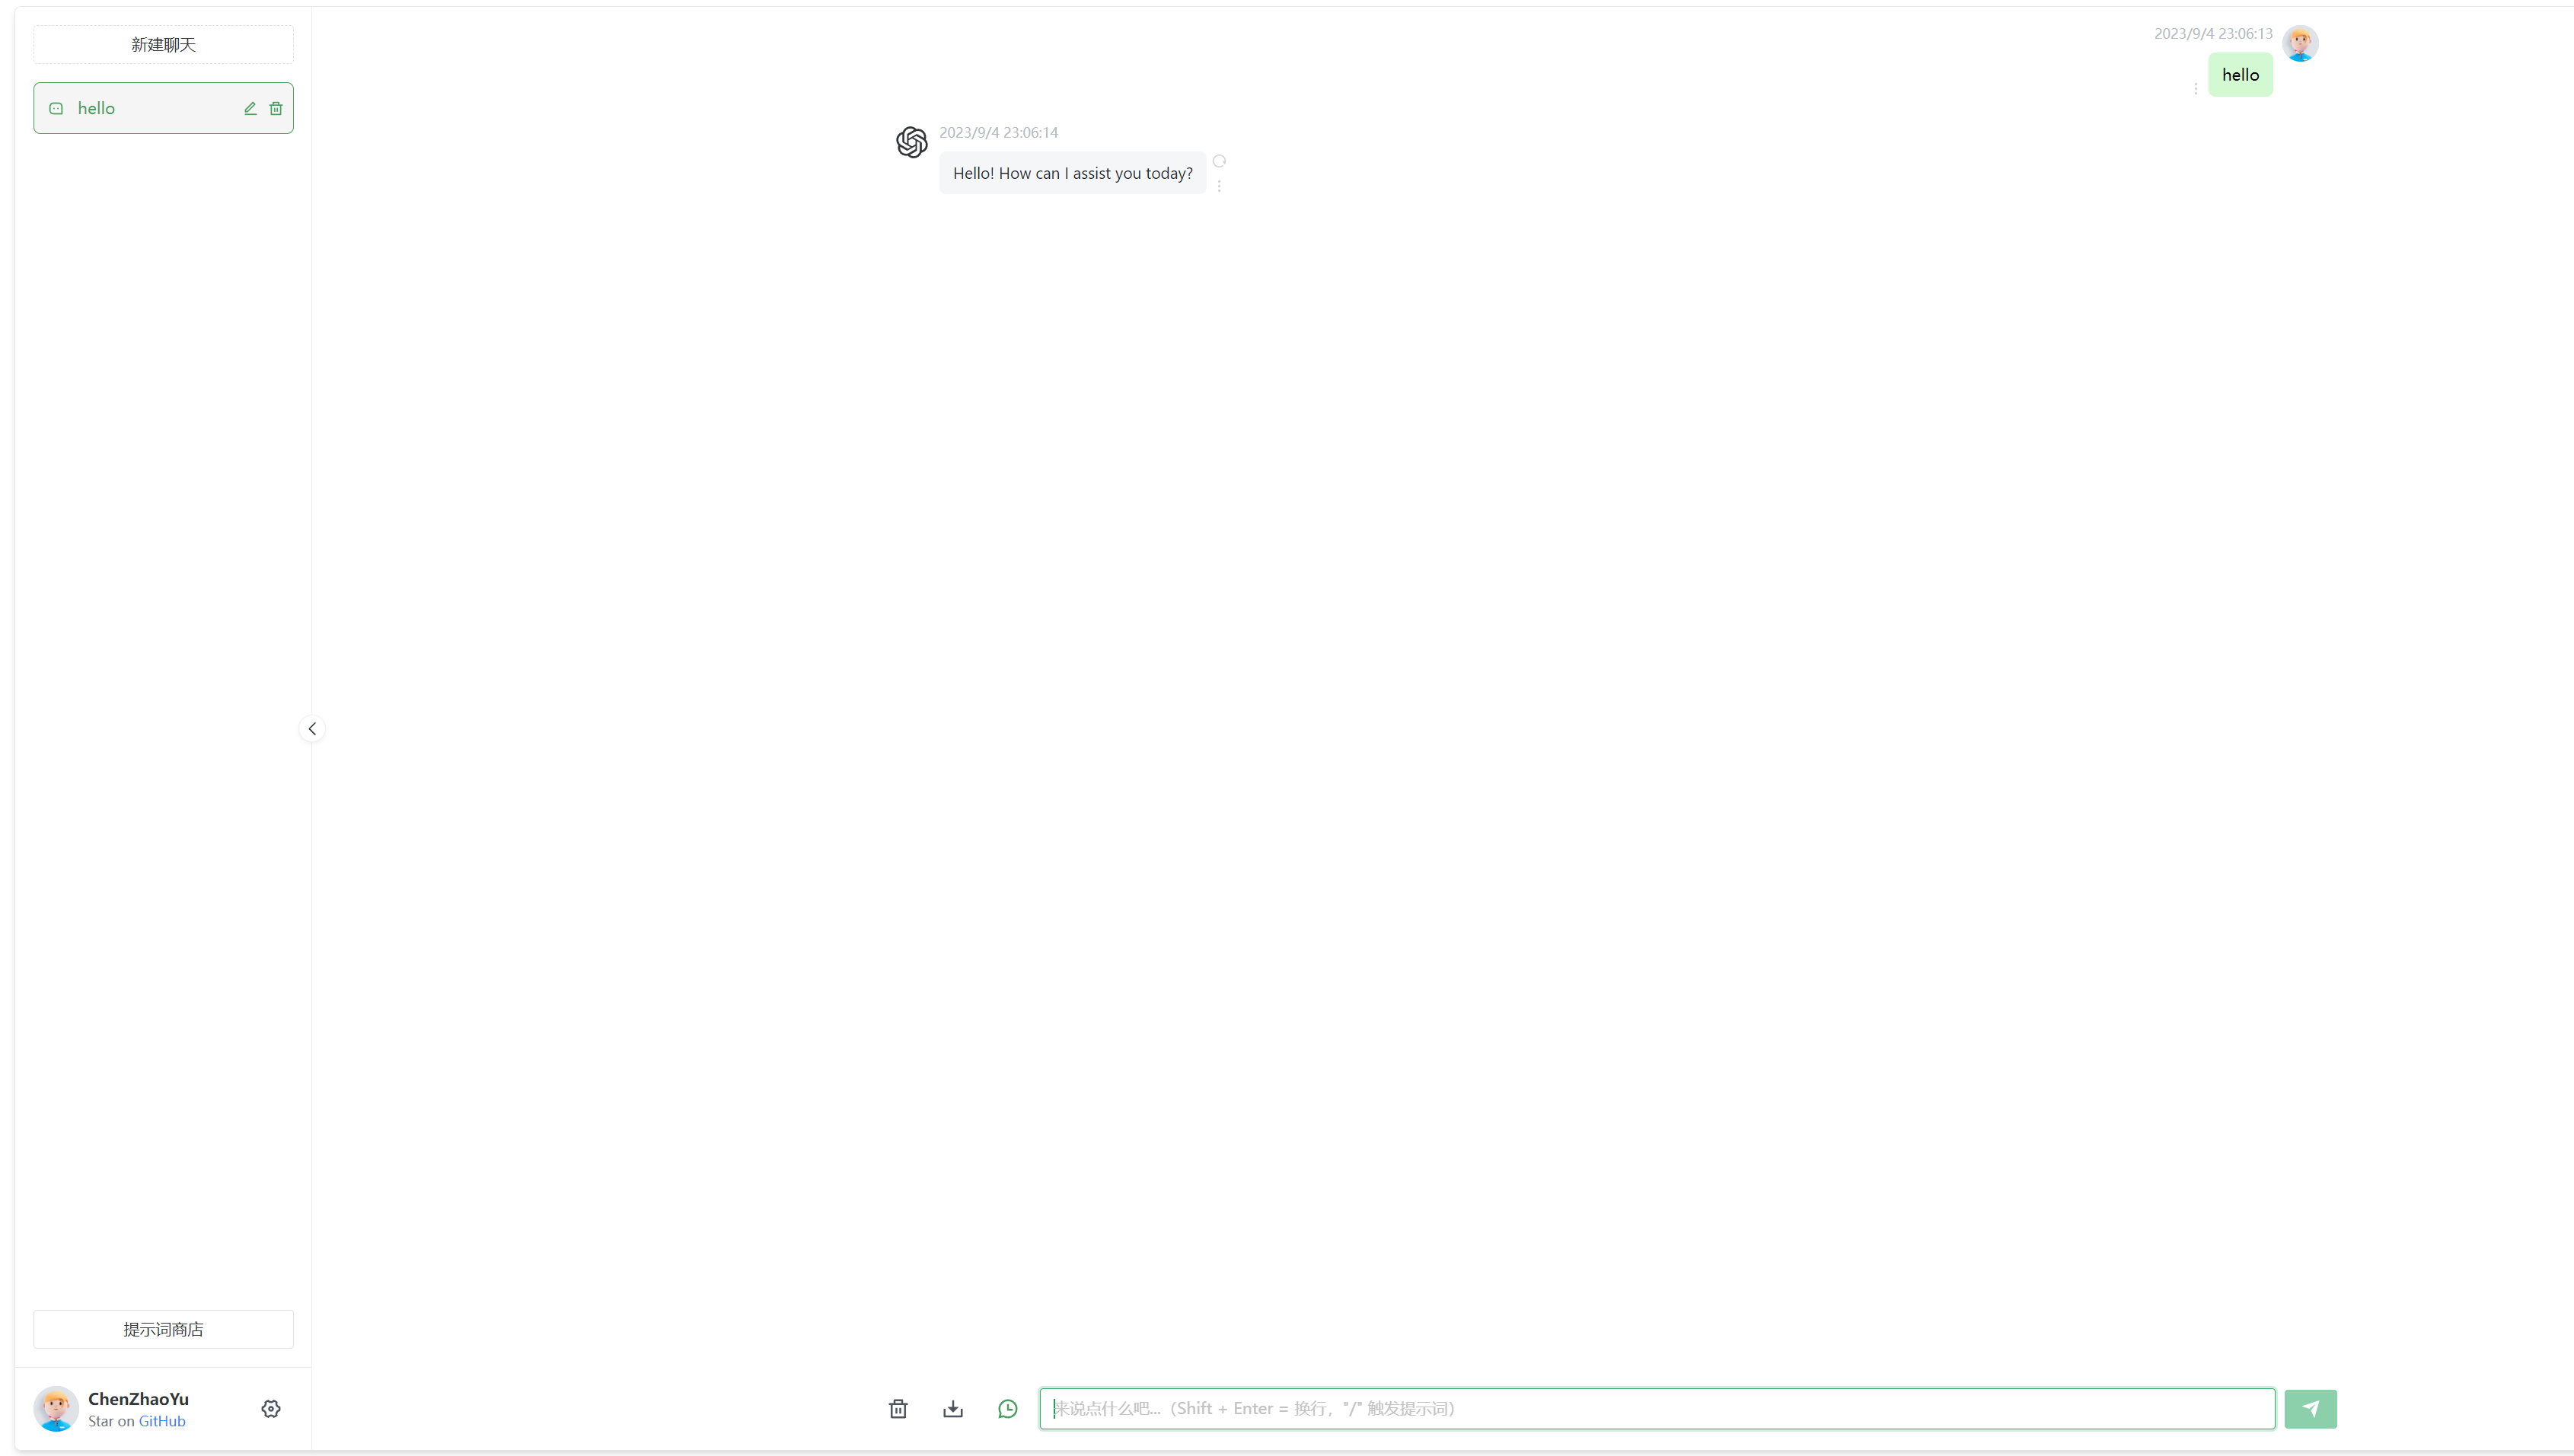 新建聊天
hello
2023/9/4 23:06:13
hello
2023/9/4 23:06:14
Hello! How can I assist you today?
提示词商店
ChenZhaoYu
Star on GitHub
来说点什么吧...（Shift + Enter = 换行，"/" 触发提示词）